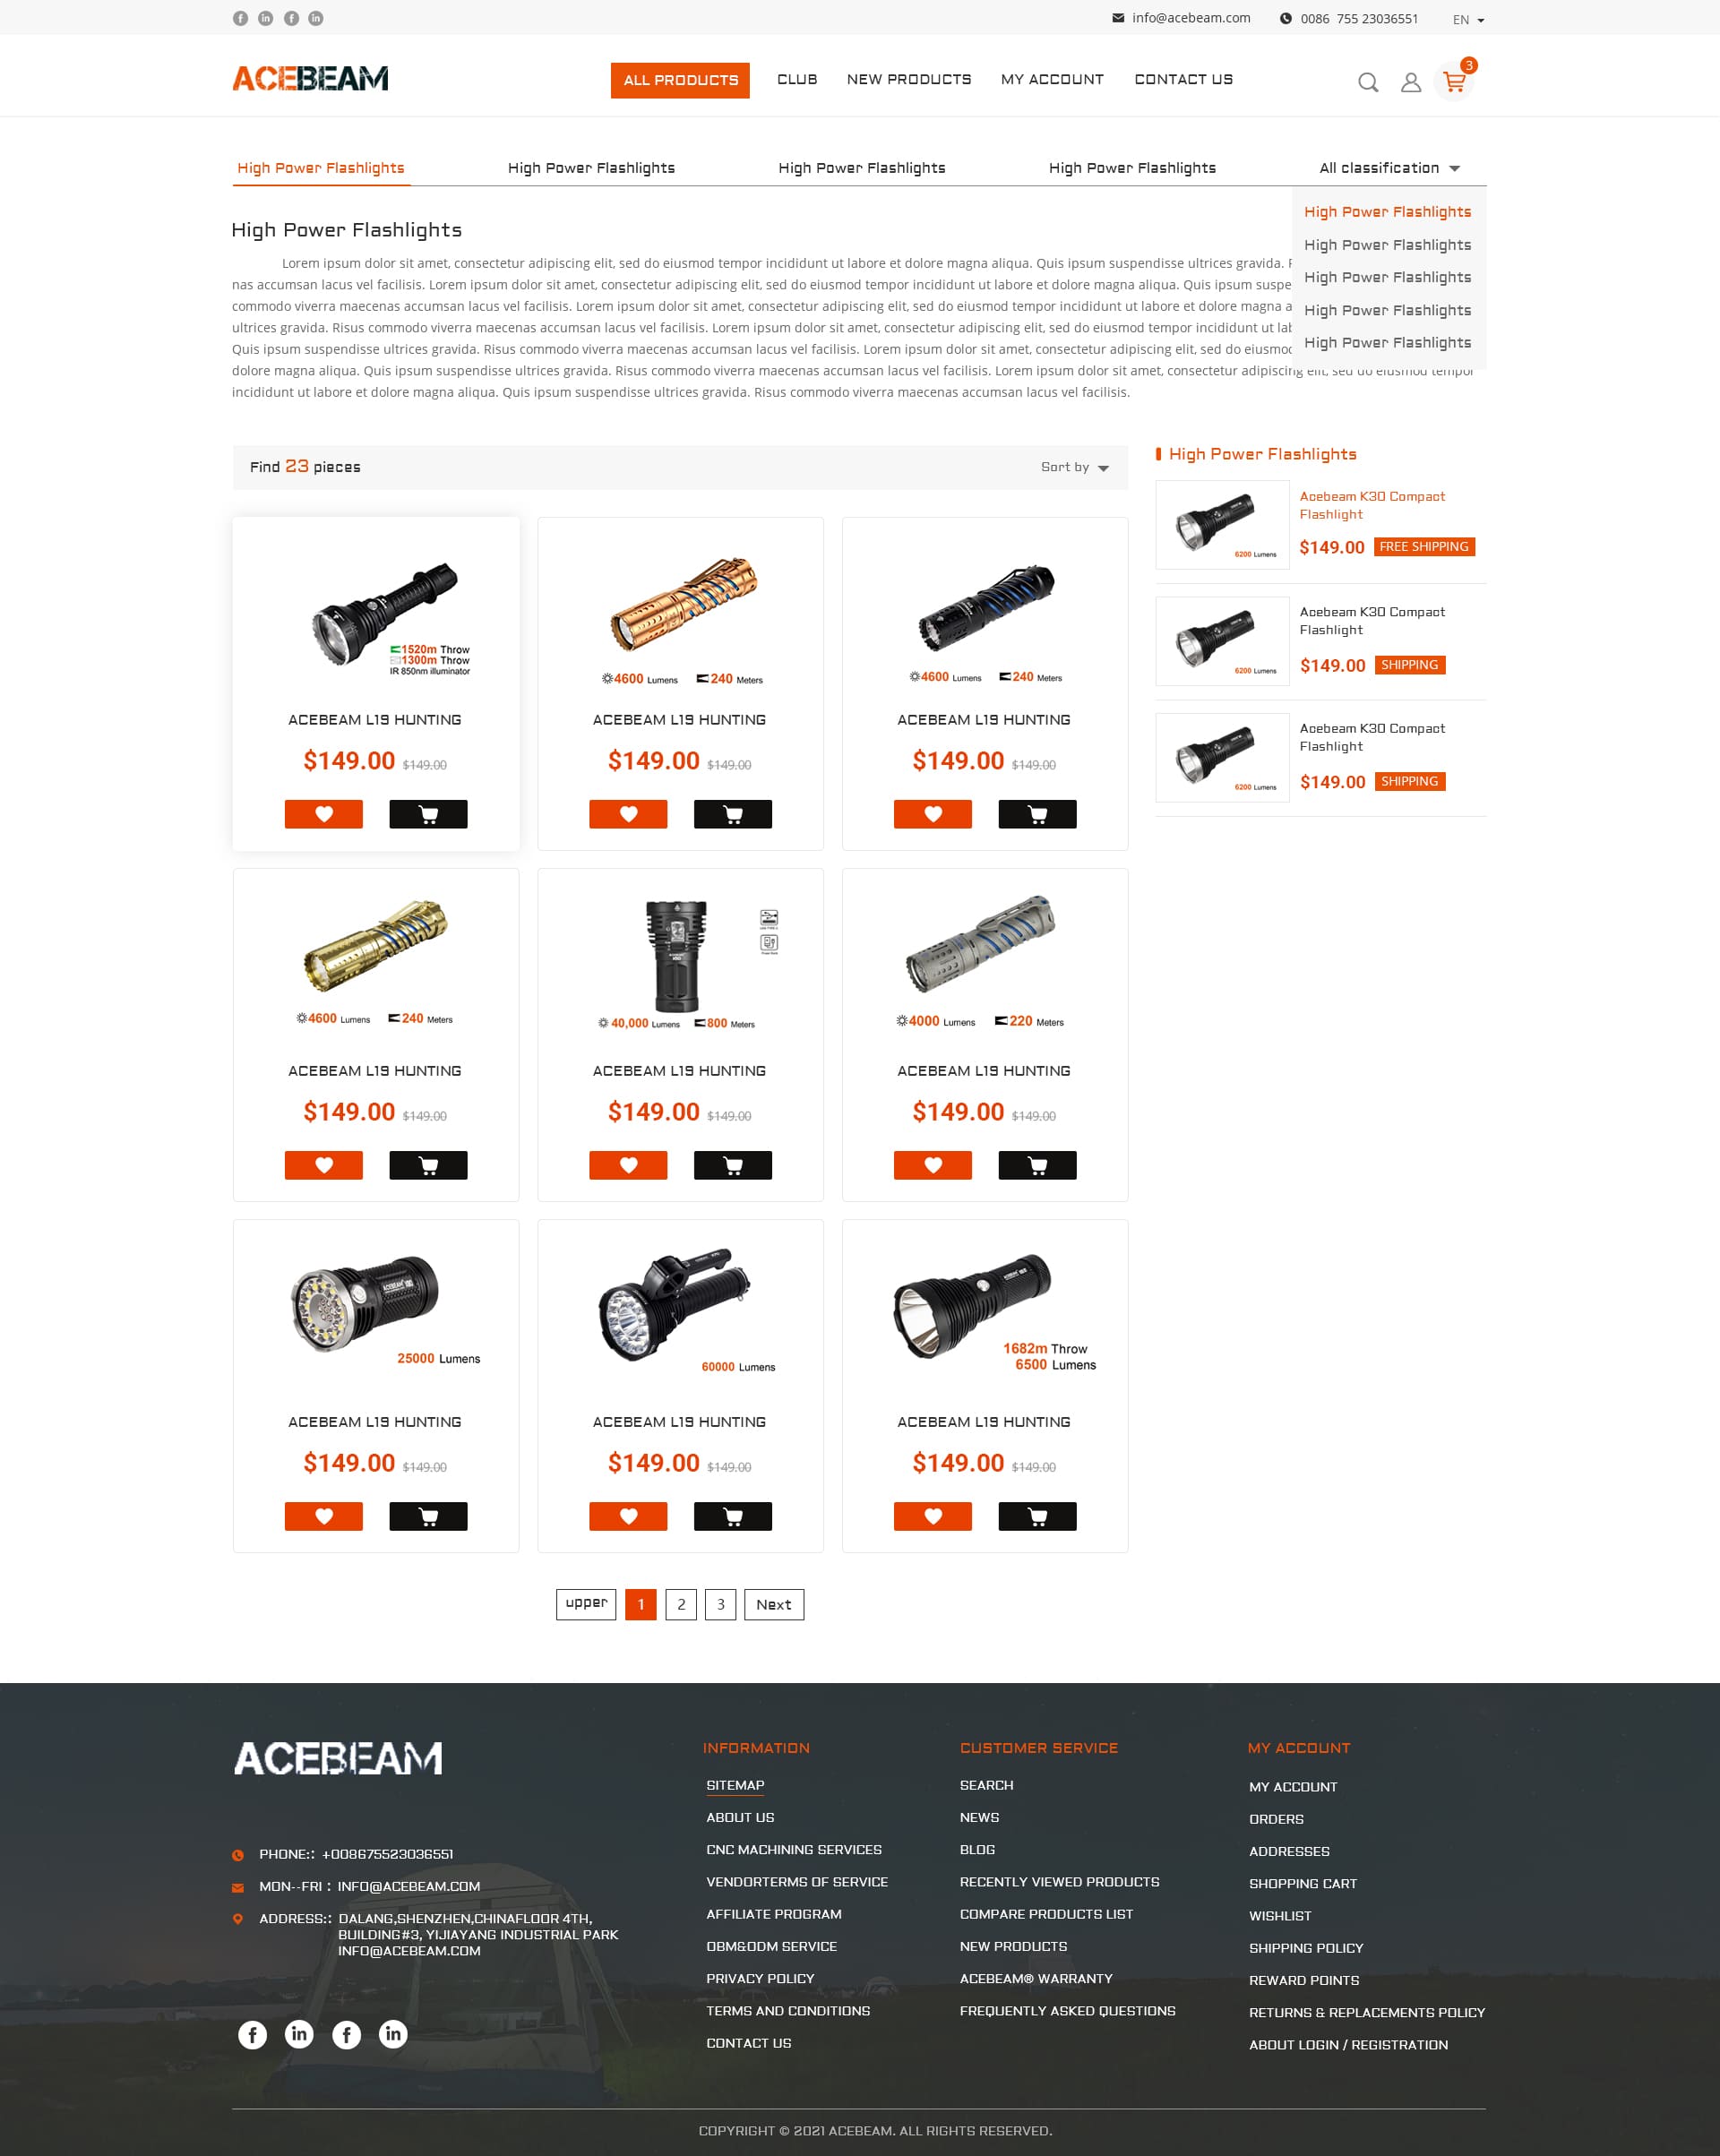 info@acebeam.com
0086 755 23036551
EN
ACEBEAM
ALL PRODUCTS
CLUB
NEW PRODUCTS
MY ACCOUNT
CONTACT US
3
High Power Flashlights
High Power Flashlights
High Power Flashlights
High Power Flashlights
All classification
High Power Flashlights
High Power Flashlights
High Power Flashlights
High Power Flashlights
High Power Flashlights
High Power Flashlights
Lorem ipsum dolor sit amet, consectetur adipiscing elit, sed do eiusmod tempor incididunt ut labore et dolore magna aliqua. Quis ipsum suspendisse ultrices gravida.
nas accumsan lacus vel facilisis. Lorem ipsum dolor sit amet, consectetur adipiscing elit, sed do eiusmod tempor incididunt ut labore et dolore magna aliqua. Quis ipsum suspe
commodo viverra maecenas accumsan lacus vel facilisis. Lorem ipsum dolor sit amet, consectetur adipiscing elit, sed do eiusmod tempor incididunt ut labore et dolore magna a
ultrices gravida. Risus commodo viverra maecenas accumsan lacus vel facilisis. Lorem ipsum dolor sit amet, consectetur adipiscing elit, sed do eiusmod tempor incididunt ut lab
Quis ipsum suspendisse ultrices gravida. Risus commodo viverra maecenas accumsan lacus vel facilisis. Lorem ipsum dolor sit amet, consectetur adipiscing elit, sed do eiusmod
dolore magna aliqua. Quis ipsum suspendisse ultrices gravida. Risus commodo viverra maecenas accumsan lacus vel facilisis. Lorem ipsum dolor sit amet, consectetur adipiscing elit, sed do eiusmod tempor
incididunt ut labore et dolore magna aliqua. Quis ipsum suspendisse ultrices gravida. Risus commodo viverra maecenas accumsan lacus vel facilisis.
Find 23 pieces
Sort by
1520m Throw
1300m Throw
IR 850nm illuminator
ACEBEAM L19 HUNTING
$149.00 $149.00
4600 Lumens 240 Meters
ACEBEAM L19 HUNTING
$149.00 $149.00
4600 Lumens 240 Meters
ACEBEAM L19 HUNTING
$149.00 $149.00
4600 Lumens 240 Meters
ACEBEAM L19 HUNTING
$149.00 $149.00
40,000 Lumens 800 Meters
ACEBEAM L19 HUNTING
$149.00 $149.00
4000 Lumens 220 Meters
ACEBEAM L19 HUNTING
$149.00 $149.00
ACEBEAM
25000 Lumens
ACEBEAM L19 HUNTING
$149.00 $149.00
60000 Lumens
ACEBEAM L19 HUNTING
$149.00 $149.00
1682m Throw
6500 Lumens
ACEBEAM L19 HUNTING
$149.00 $149.00
High Power Flashlights
6200 Lumens
Acebeam K30 Compact
Flashlight
$149.00 FREE SHIPPING
6200 Lumens
Acebeam K30 Compact
Flashlight
$149.00 SHIPPING
6200 Lumens
Acebeam K30 Compact
Flashlight
$149.00 SHIPPING
upper
1
2
3
Next
ACEBEAM
PHONE:: +008675523036551
MON--FRI : INFO@ACEBEAM.COM
ADDRESS:: DALANG,SHENZHEN,CHINAFLOOR 4TH,
BUILDING#3, YIJIAYANG INDUSTRIAL PARK
INFO@ACEBEAM.COM
INFORMATION
SITEMAP
ABOUT US
CNC MACHINING SERVICES
VENDORTERMS OF SERVICE
AFFILIATE PROGRAM
OBM&ODM SERVICE
PRIVACY POLICY
TERMS AND CONDITIONS
CONTACT US
CUSTOMER SERVICE
SEARCH
NEWS
BLOG
RECENTLY VIEWED PRODUCTS
COMPARE PRODUCTS LIST
NEW PRODUCTS
ACEBEAM® WARRANTY
FREQUENTLY ASKED QUESTIONS
MY ACCOUNT
MY ACCOUNT
ORDERS
ADDRESSES
SHOPPING CART
WISHLIST
SHIPPING POLICY
REWARD POINTS
RETURNS & REPLACEMENTS POLICY
ABOUT LOGIN / REGISTRATION
COPYRIGHT © 2021 ACEBEAM. ALL RIGHTS RESERVED.